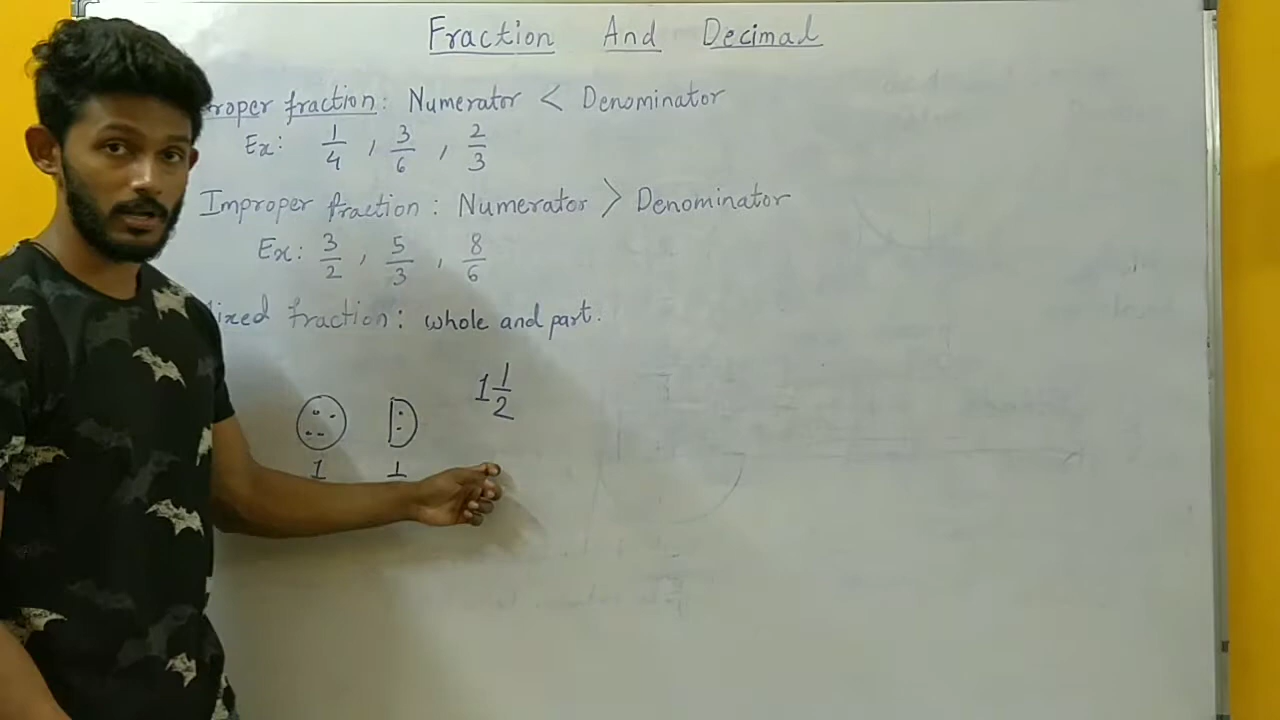 Fraction And Decimal
roper fraction: Numerator < Denominator
Ex: 1/4, 3/6, 2/3
Improper fraction: Numerator > Denominator
Ex: 3/2, 5/3, 8/6
ixed fraction: whole and part.
1 1/2
1 1